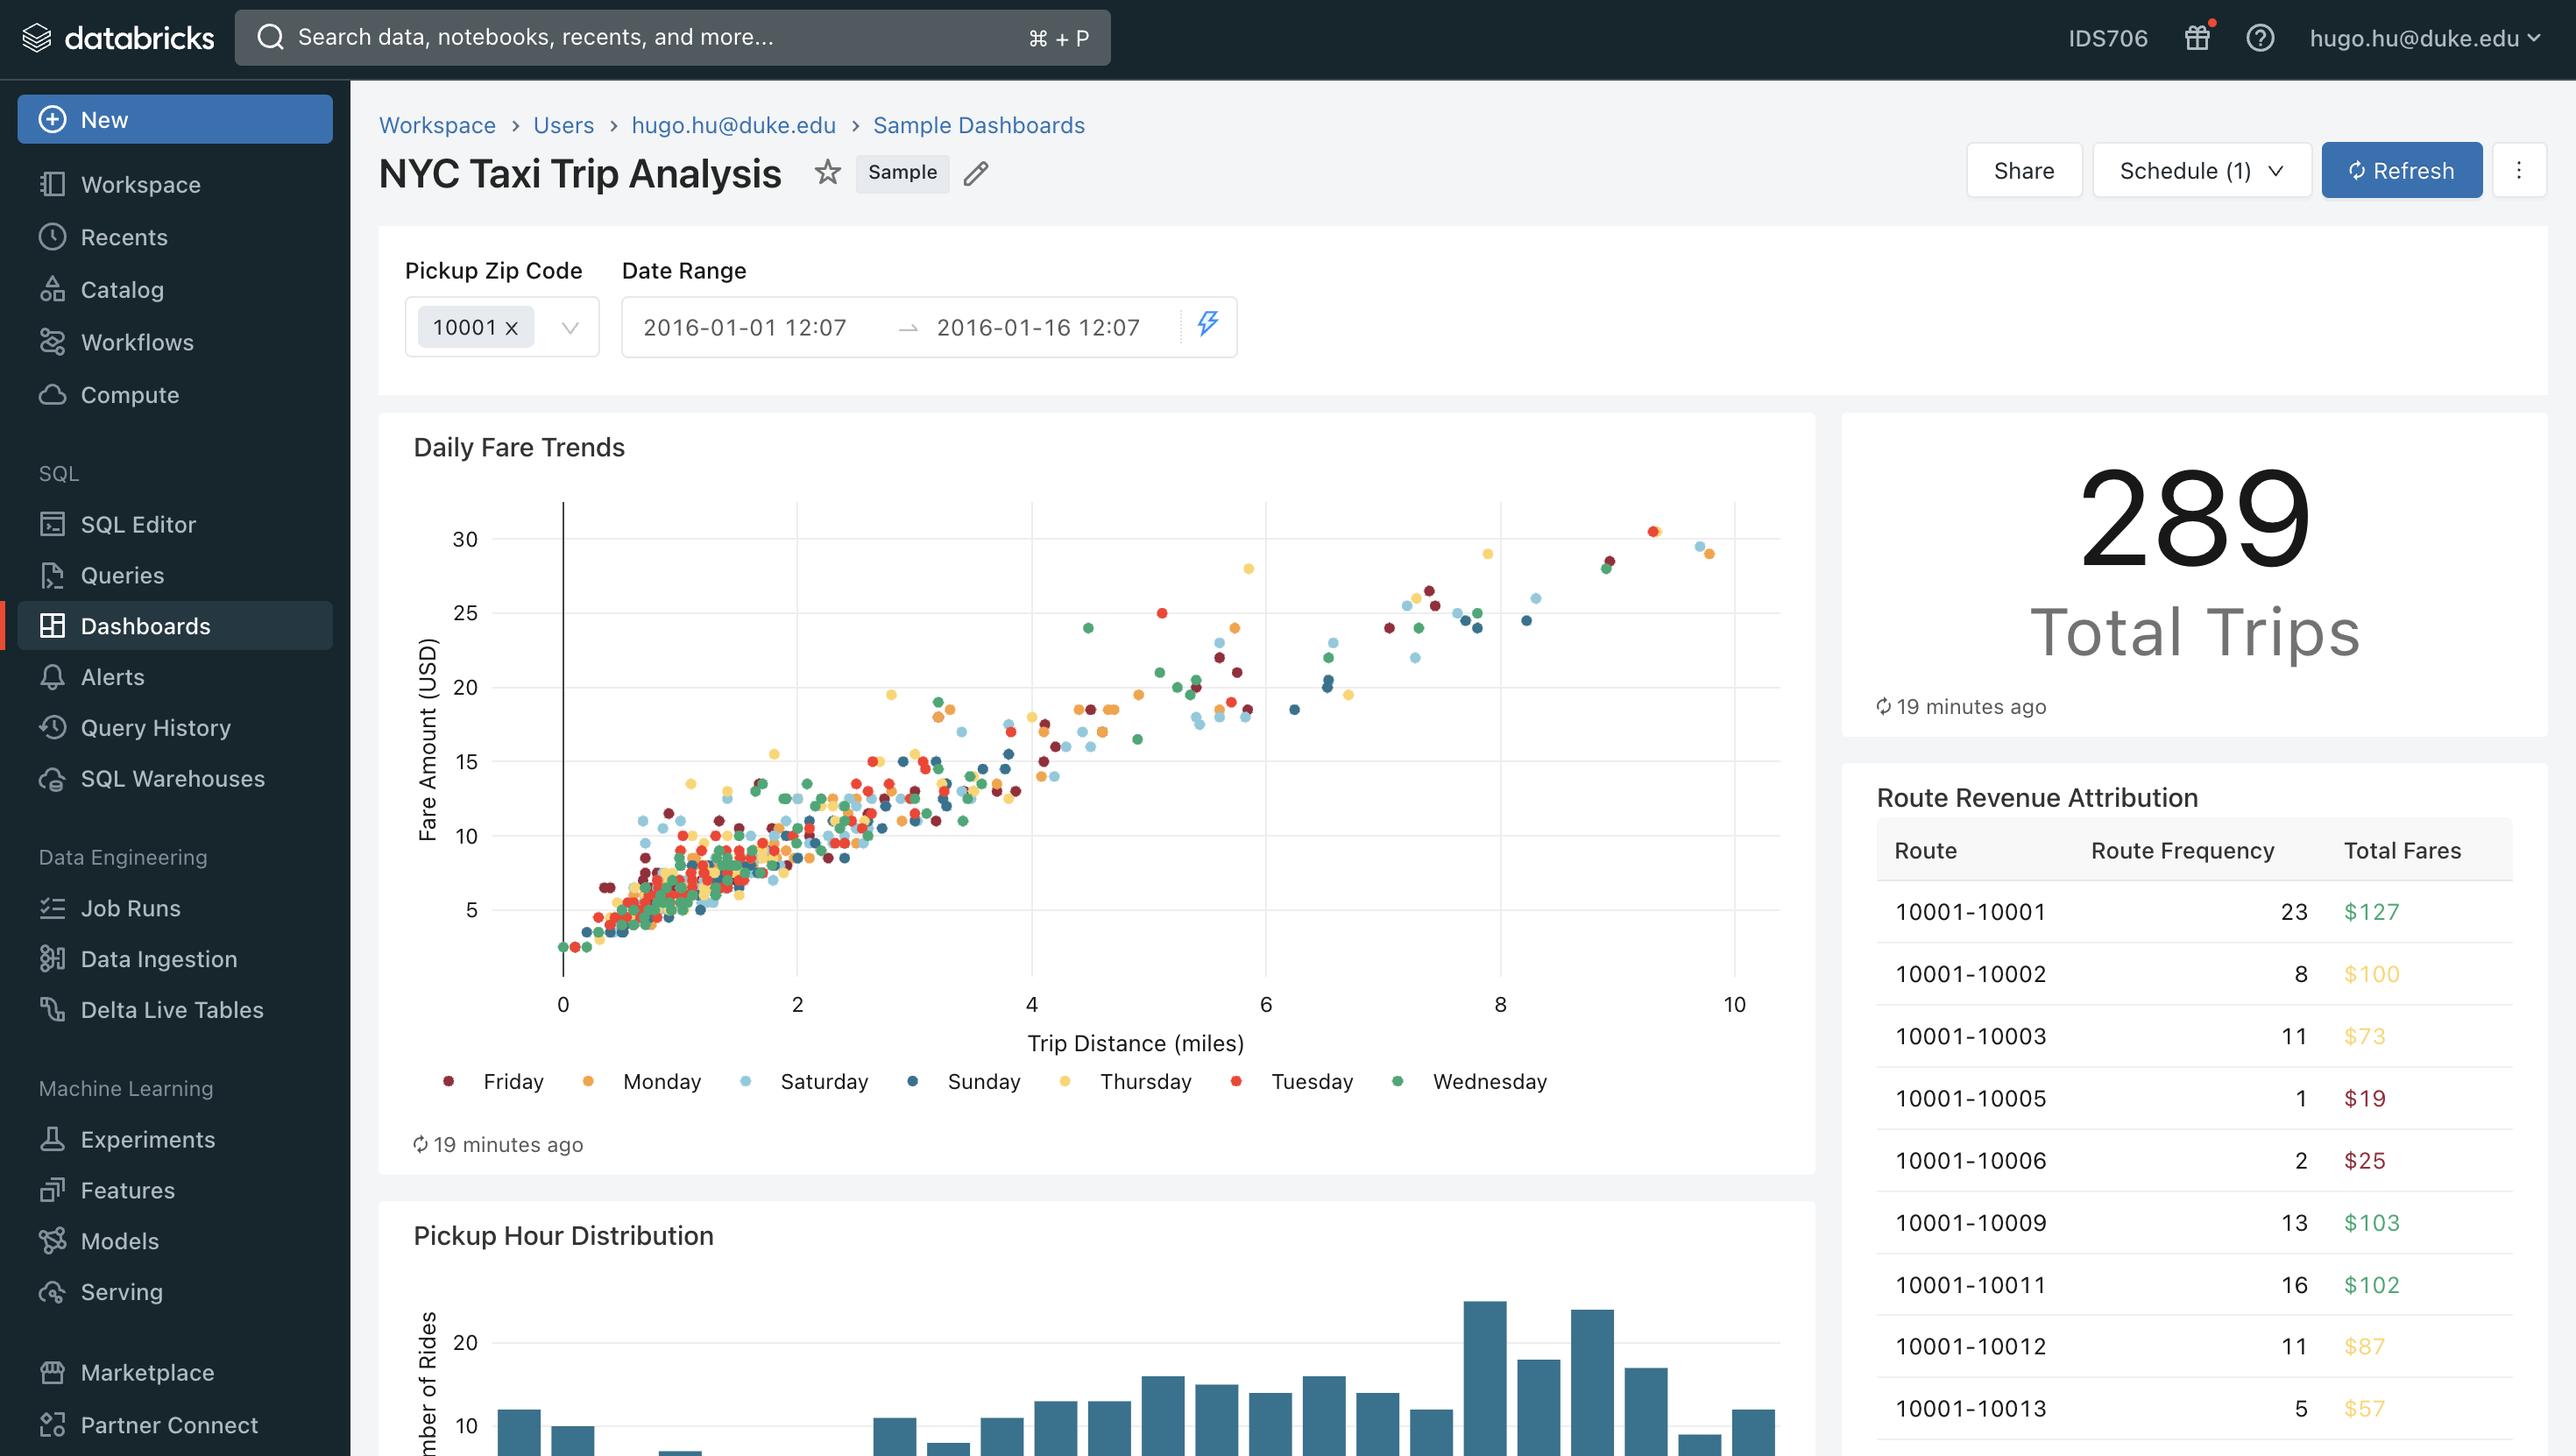 databricks
Search data, notebooks, recents, and more...
⌘ + P
IDS706
hugo.hu@duke.edu
New
Workspace
Recents
Catalog
Workflows
Compute
SQL
SQL Editor
Queries
Dashboards
Alerts
Query History
SQL Warehouses
Data Engineering
Job Runs
Data Ingestion
Delta Live Tables
Machine Learning
Experiments
Features
Models
Serving
Marketplace
Partner Connect
Workspace > Users > hugo.hu@duke.edu > Sample Dashboards
NYC Taxi Trip Analysis
Sample
Share
Schedule (1)
Refresh
Pickup Zip Code
Date Range
10001 x
2016-01-01 12:07 → 2016-01-16 12:07
Daily Fare Trends
Fare Amount (USD)
30
25
20
15
10
5
0 2 4 6 8 10
Trip Distance (miles)
Friday Monday Saturday Sunday Thursday Tuesday Wednesday
19 minutes ago
289
Total Trips
19 minutes ago
Route Revenue Attribution
Route Route Frequency Total Fares
10001-10001 23 $127
10001-10002 8 $100
10001-10003 11 $73
10001-10005 1 $19
10001-10006 2 $25
10001-10009 13 $103
10001-10011 16 $102
10001-10012 11 $87
10001-10013 5 $57
Pickup Hour Distribution
mber of Rides
20
10